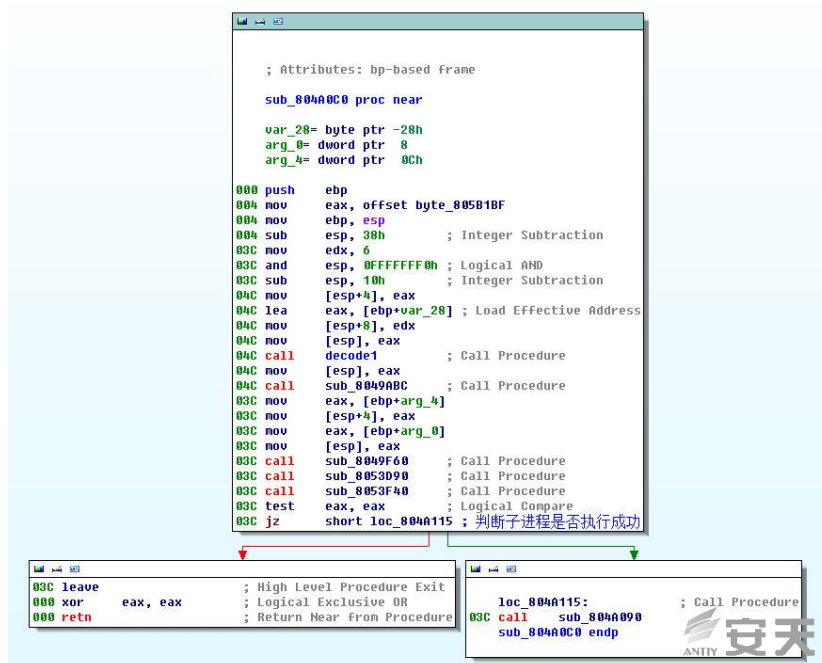 ; Attributes: bp-based frame
sub_804A0C0 proc near
var_28= byte ptr -28h
arg_0= dword ptr  8
arg_4= dword ptr  0Ch
000 push    ebp
004 mov     eax, offset byte_805B1BF
004 mov     ebp, esp
004 sub     esp, 38h        ; Integer Subtraction
03C mov     edx, 6
03C and     esp, 0FFFFFFF0h ; Logical AND
03C sub     esp, 10h        ; Integer Subtraction
04C mov     [esp+4], eax
04C lea     eax, [ebp+var_28] ; Load Effective Address
04C mov     [esp+8], edx
04C mov     [esp], eax
04C call    decode1         ; Call Procedure
04C mov     [esp], eax
04C call    sub_8049ABC     ; Call Procedure
03C mov     eax, [ebp+arg_4]
03C mov     [esp+4], eax
03C mov     eax, [ebp+arg_0]
03C mov     [esp], eax
03C call    sub_8049F60     ; Call Procedure
03C call    sub_8053D90     ; Call Procedure
03C call    sub_8053F40     ; Call Procedure
03C test    eax, eax        ; Logical Compare
03C jz      short loc_804A115 ; 判断子进程是否执行成功
03C leave                   ; High Level Procedure Exit
000 xor     eax, eax        ; Logical Exclusive OR
000 retn                    ; Return Near from Procedure
loc_804A115:            ; Call Procedure
03C call    sub_804A090
sub_804A0C0 endp
ANTIY 安天